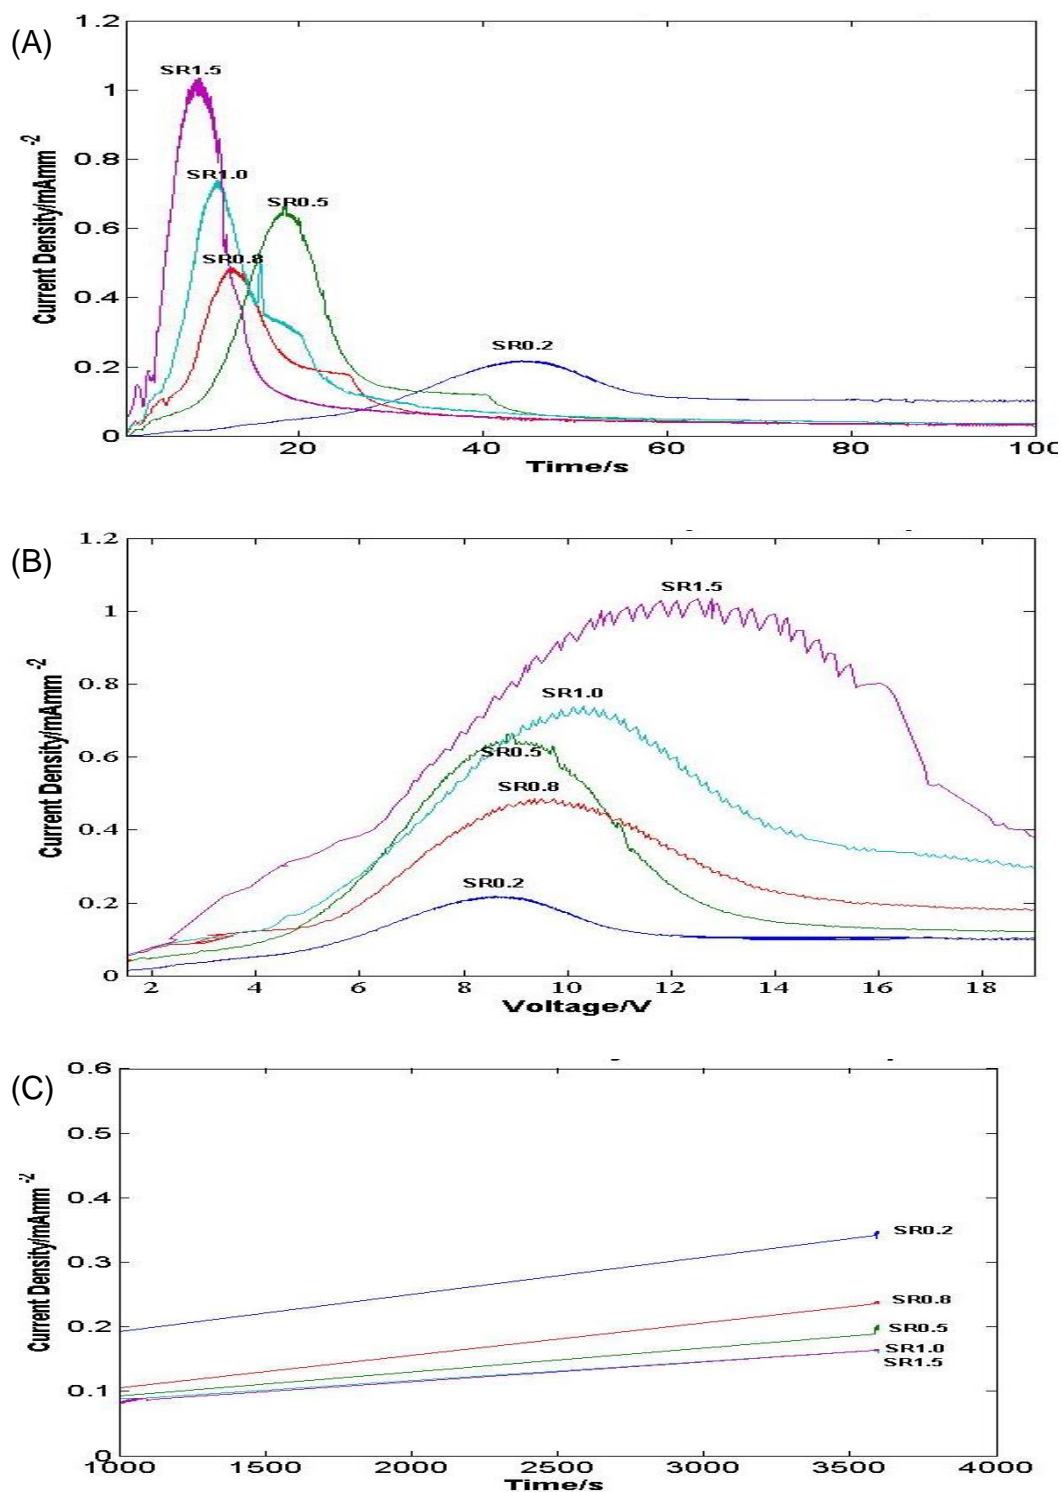 (A)
1.2
1
0.8
0.6
0.4
0.2
0
Current Density/mAmm-2
SR1.5
SR1.0
SR0.5
SR0.8
SR0.2
20 40 60 80 100
Time/s
(B)
1.2
1
0.8
0.6
0.4
0.2
0
Current Density/mAmm-2
SR1.5
SR1.0
SR0.5
SR0.8
SR0.2
2 4 6 8 10 12 14 16 18
Voltage/V
(C)
0.6
0.5
0.4
0.3
0.2
0.1
0
Current Density/mAmm-2
SR0.2
SR0.8
SR0.5
SR1.0
SR1.5
1000 1500 2000 2500 3000 3500 4000
Time/s